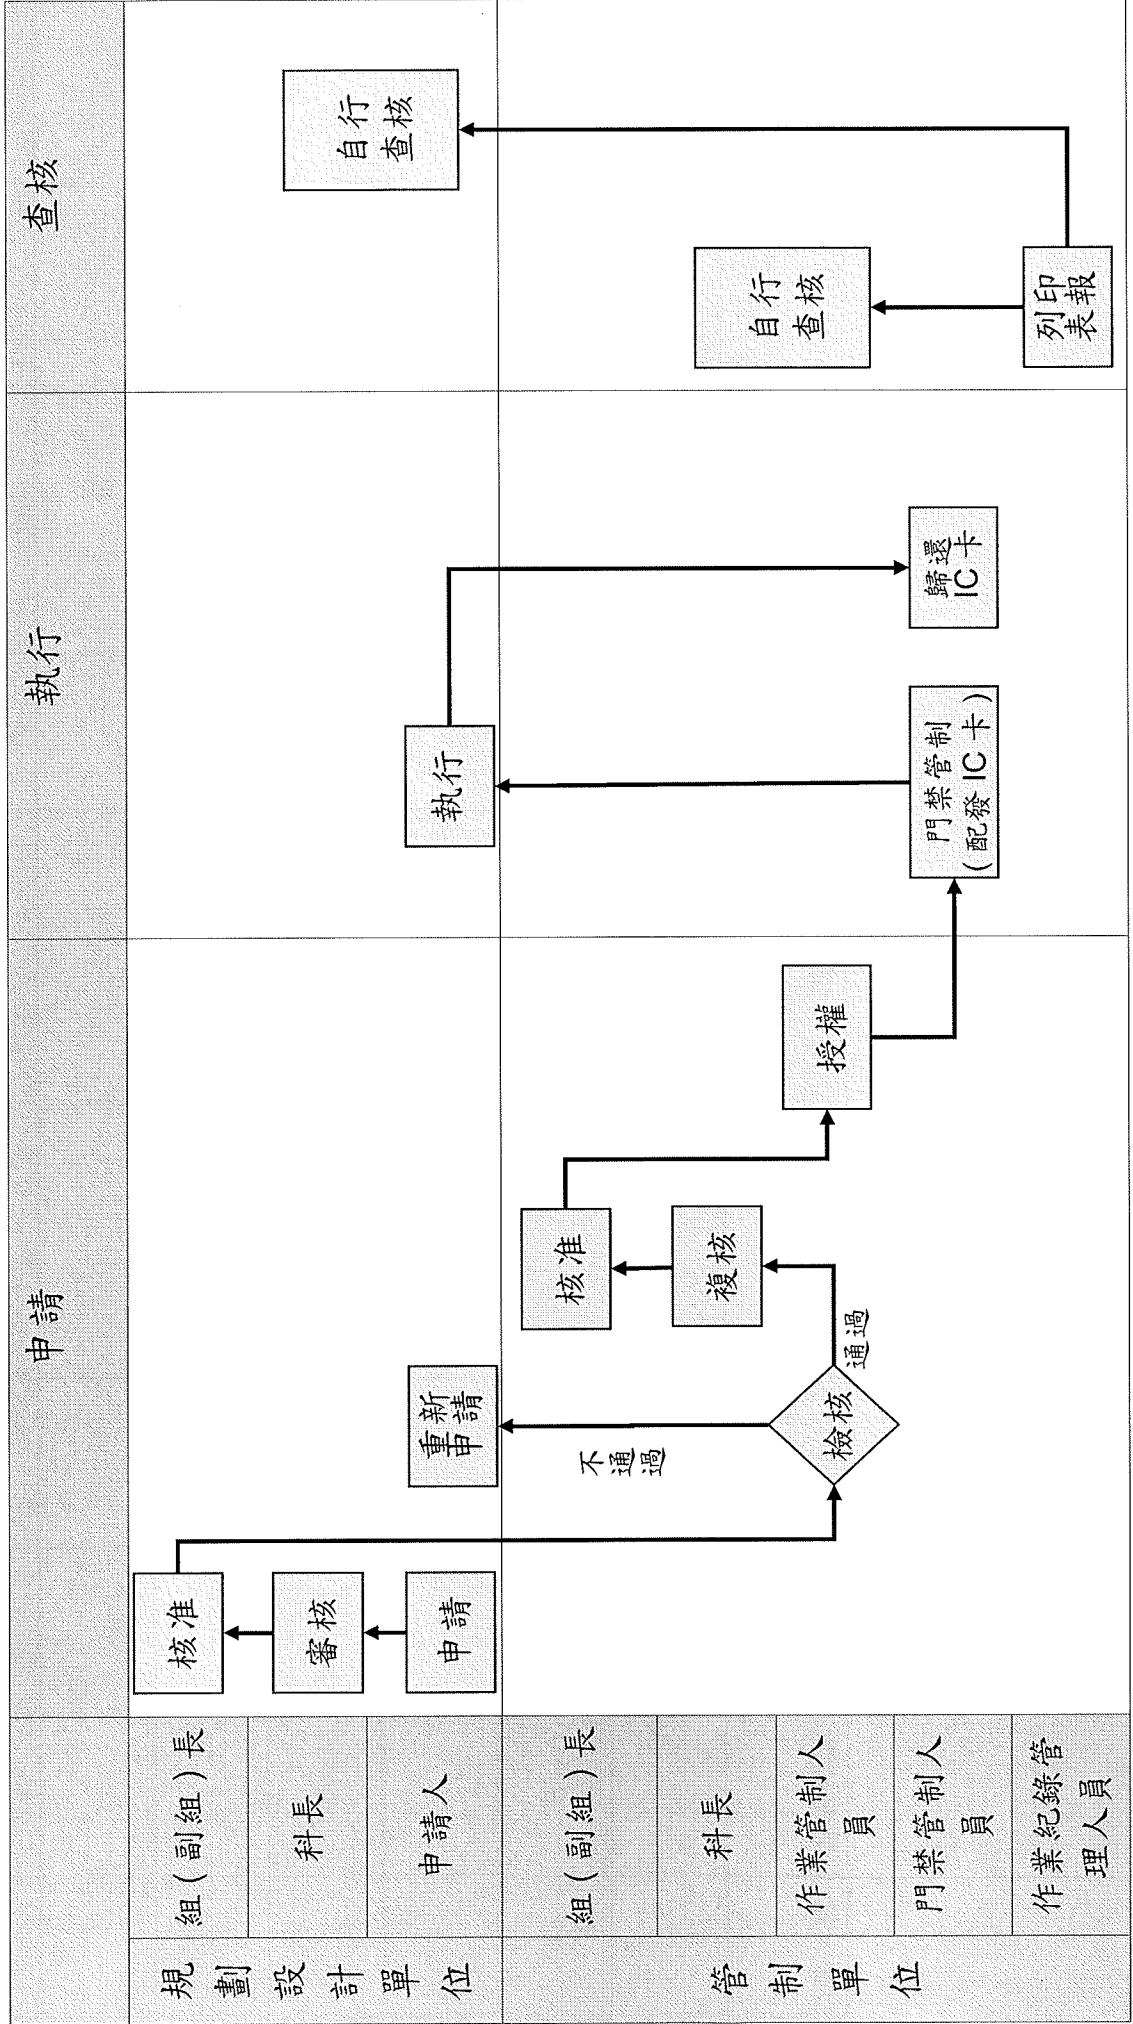 申請
執行
查核
規劃設計單位
組(副組)長
科長
申請人
管制單位
組(副組)長
科長
作業管制人
員
門禁管制人
員
作業紀錄管
理人員
核准
審核
申請
重新
申請
不
通
過
檢核
通過
複核
核准
授權
門禁管制
(配發 IC 卡)
執行
歸還
IC 卡
列印
表報
自行
查核
自行
查核